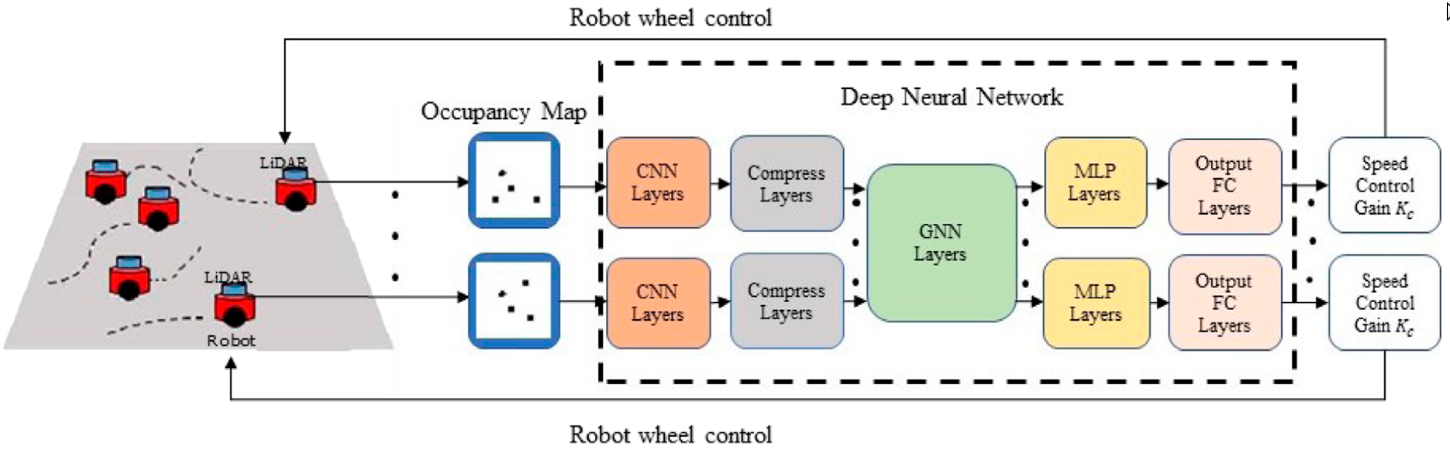 Robot wheel control
Deep Neural Network
Occupancy Map
LiDAR
CNN
Layers
Compress
Layers
MLP
Layers
Output
FC
Layers
Speed
Control
Gain K_c
GNN
Layers
LiDAR
Robot
CNN
Layers
Compress
Layers
MLP
Layers
Output
FC
Layers
Speed
Control
Gain K_c
Robot wheel control